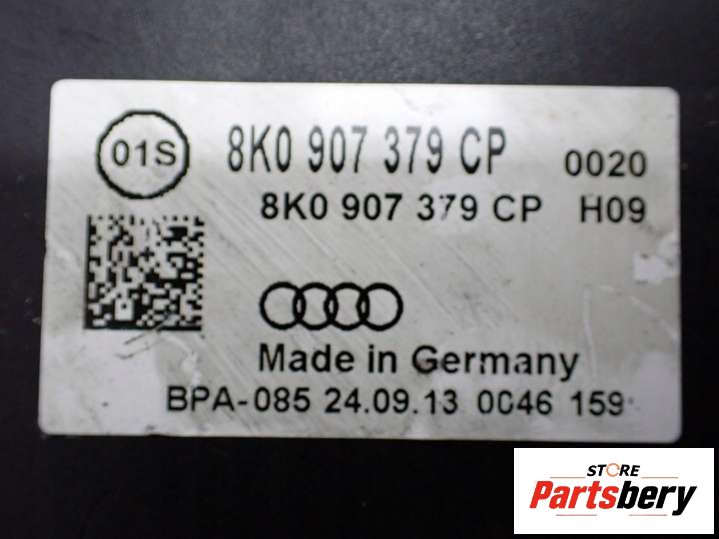 01S
8K0 907 379 CP 0020
8K0 907 379 CP H09
Made in Germany
BPA-085 24.09.13 0046 159
STORE
Partsbery